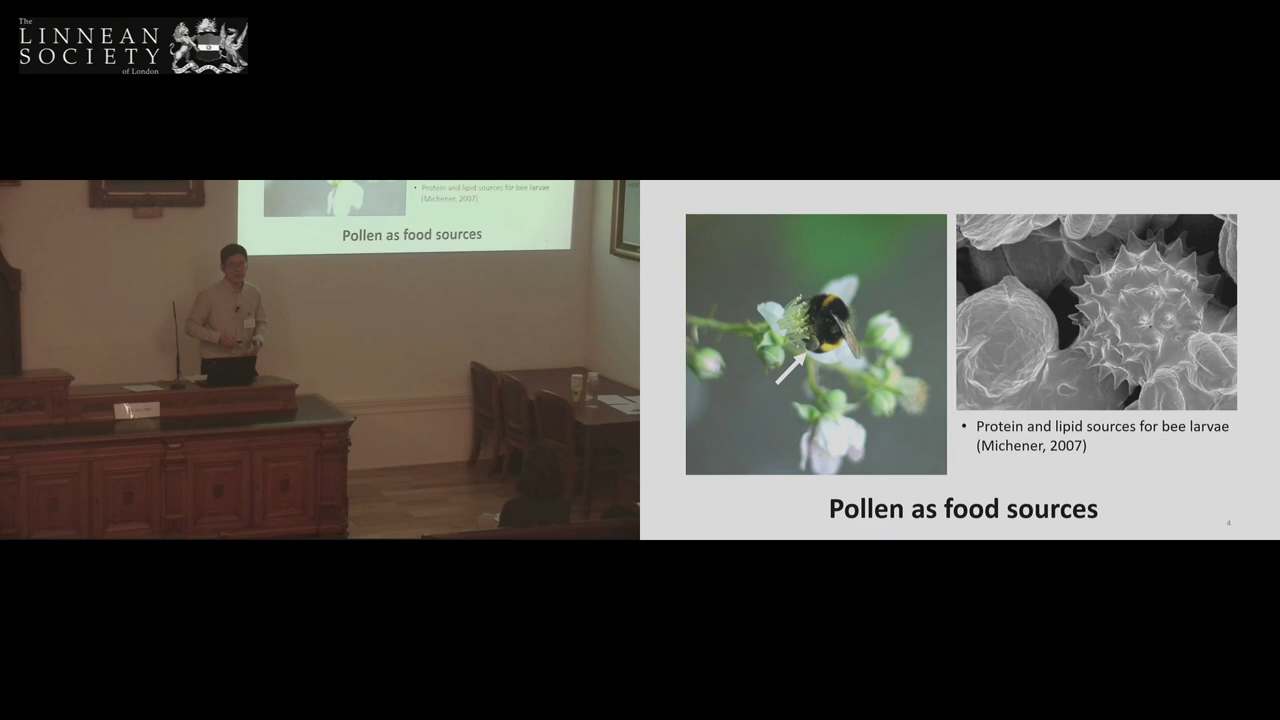 The
LINNEAN
SOCIETY
of London
• Protein and lipid sources for bee larvae
(Michener, 2007)
Pollen as food sources
• Protein and lipid sources for bee larvae
(Michener, 2007)
Pollen as food sources
4